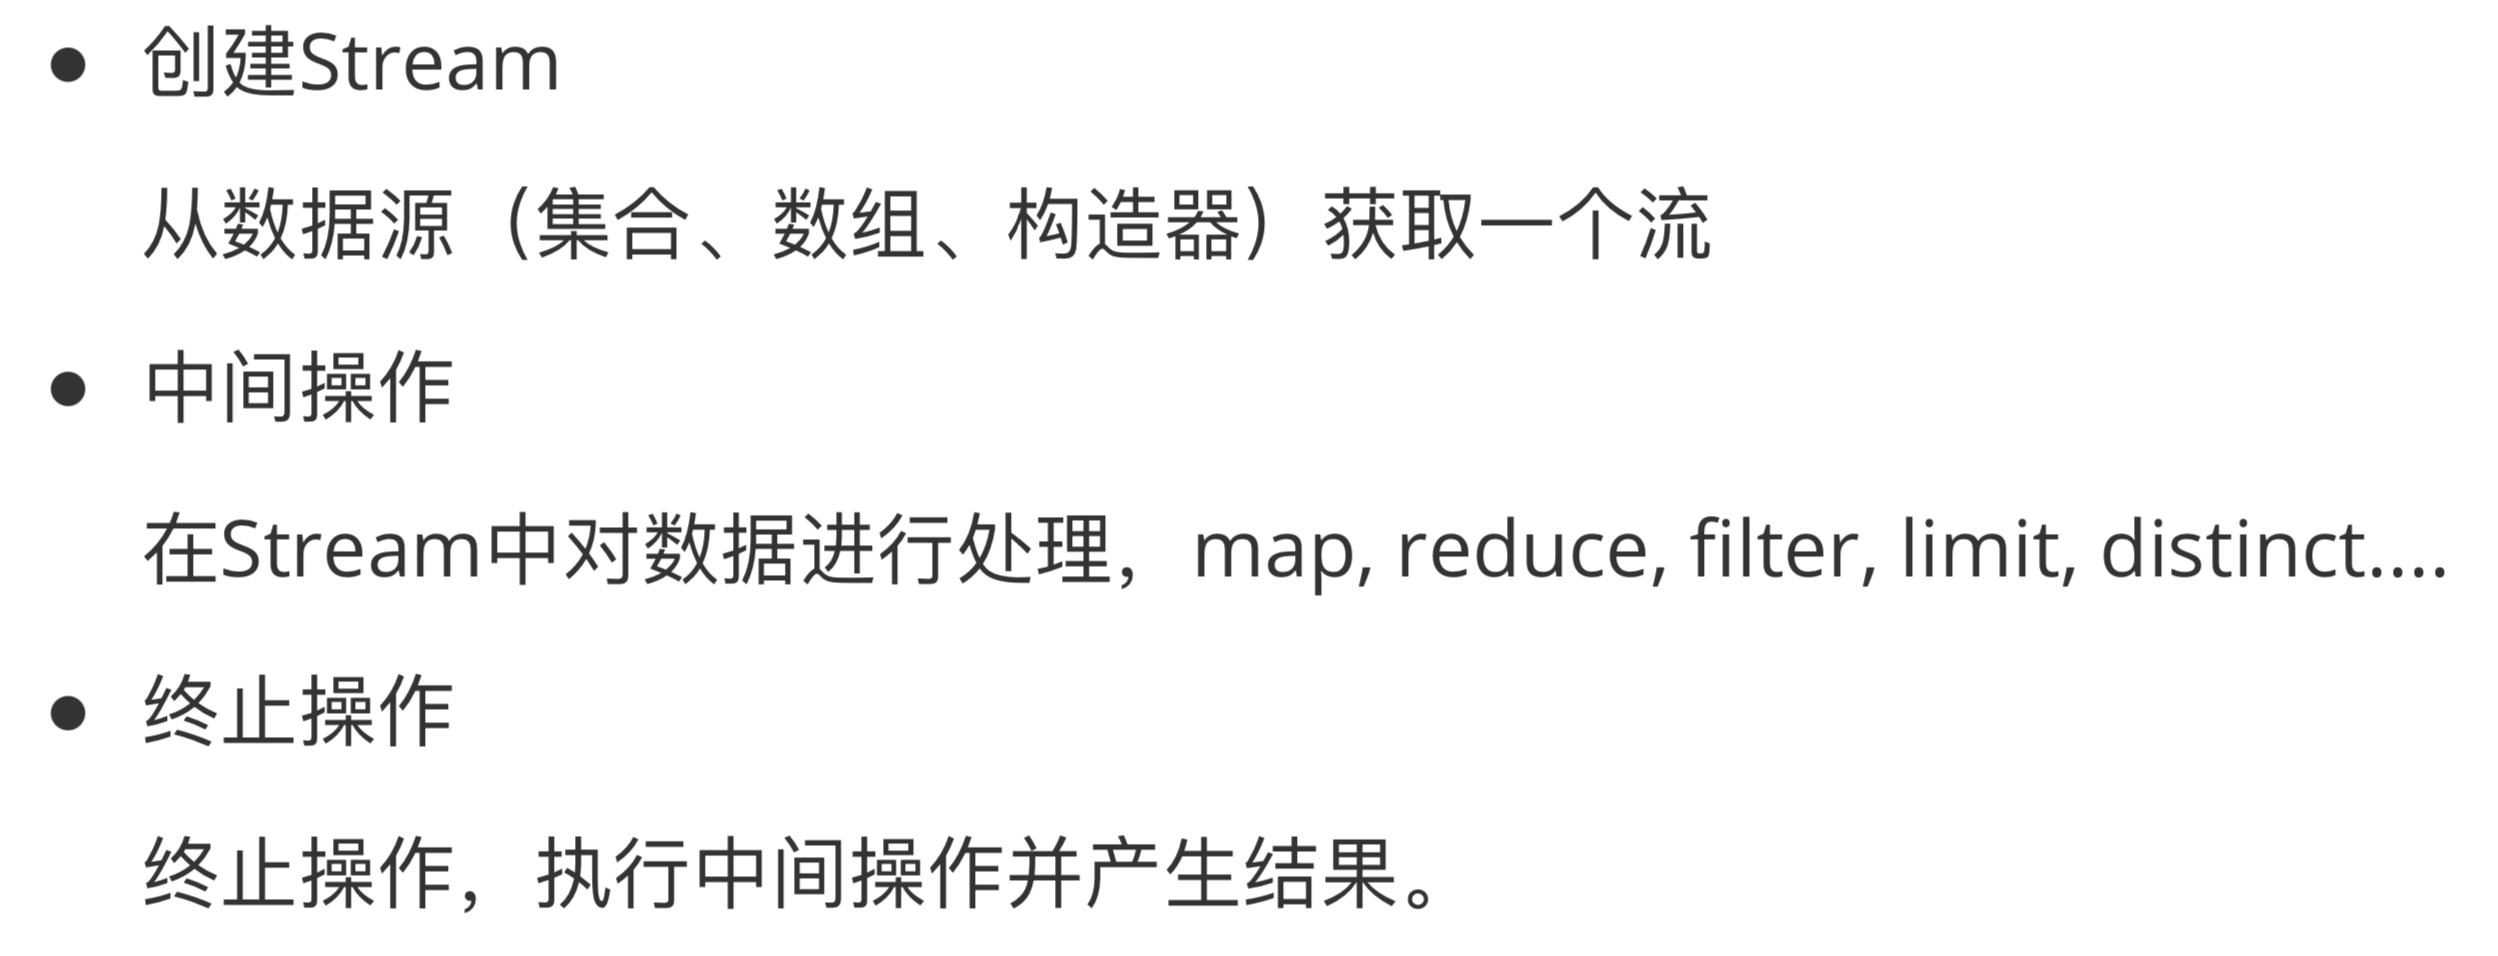 • 创建Stream
从数据源（集合、数组、构造器）获取一个流
• 中间操作
在Stream中对数据进行处理，map, reduce, filter, limit, distinct....
• 终止操作
终止操作，执行中间操作并产生结果。